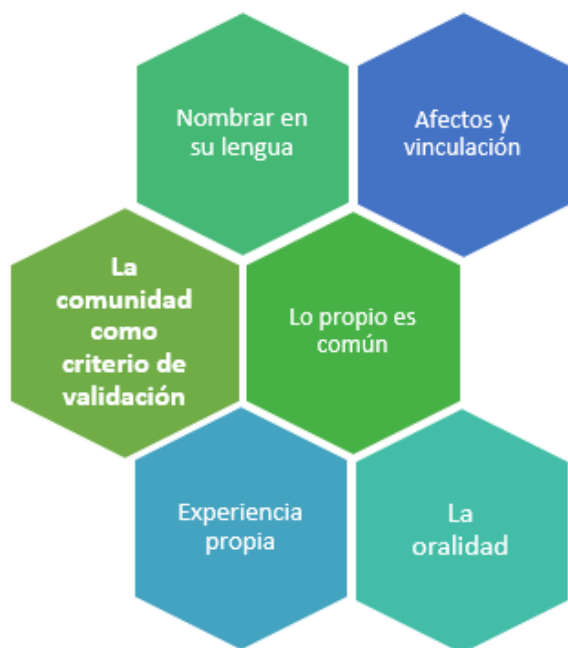 Nombrar en
su lengua
Afectos y
vinculación
La
comunidad
como
criterio de
validación
Lo propio es
común
Experiencia
propia
La
oralidad